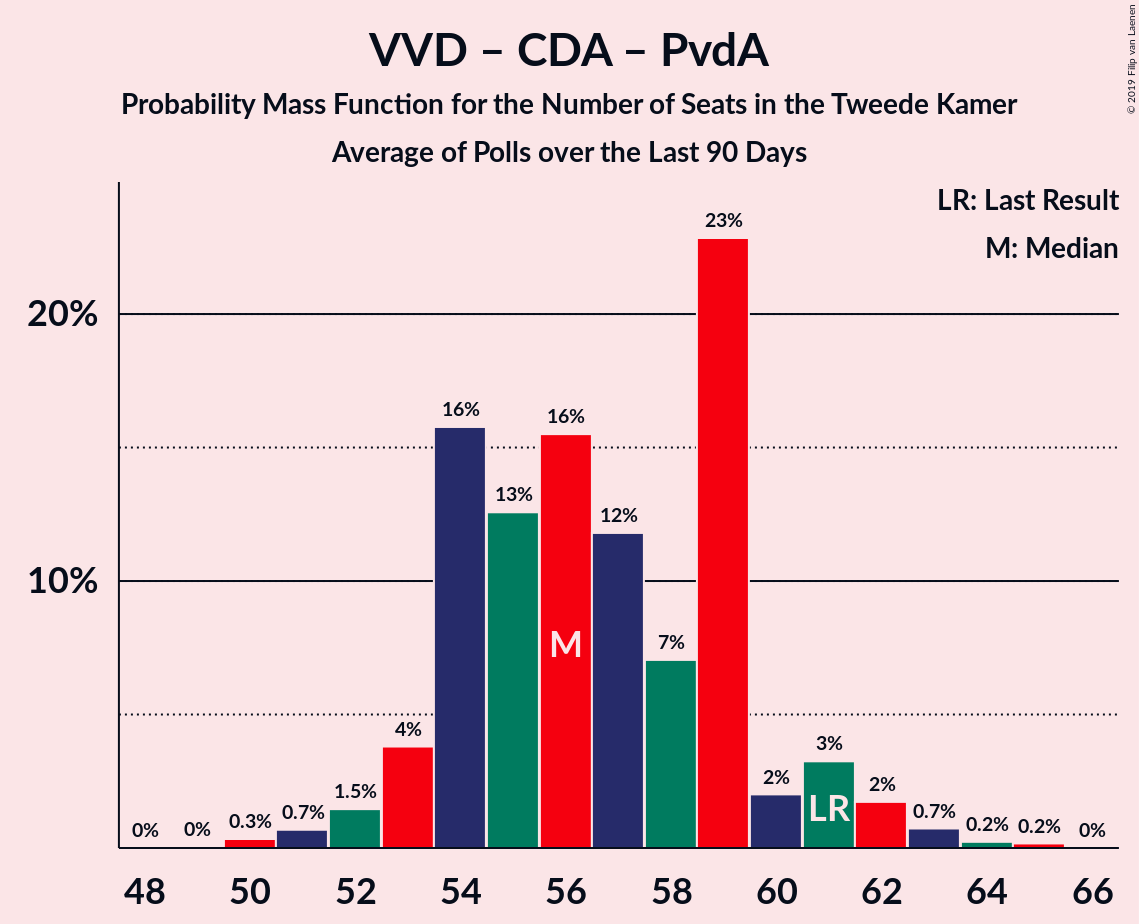 VVD – CDA – PvdA
Probability Mass Function for the Number of Seats in the Tweede Kamer
Average of Polls over the Last 90 Days
© 2019 Filip van Laenen
LR: Last Result
M: Median
20%
10%
0%
0%
0.3%
0.7%
1.5%
4%
16%
13%
16%
12%
7%
23%
2%
3%
2%
0.7%
0.2%
0.2%
0%
M
LR
48 50 52 54 56 58 60 62 64 66